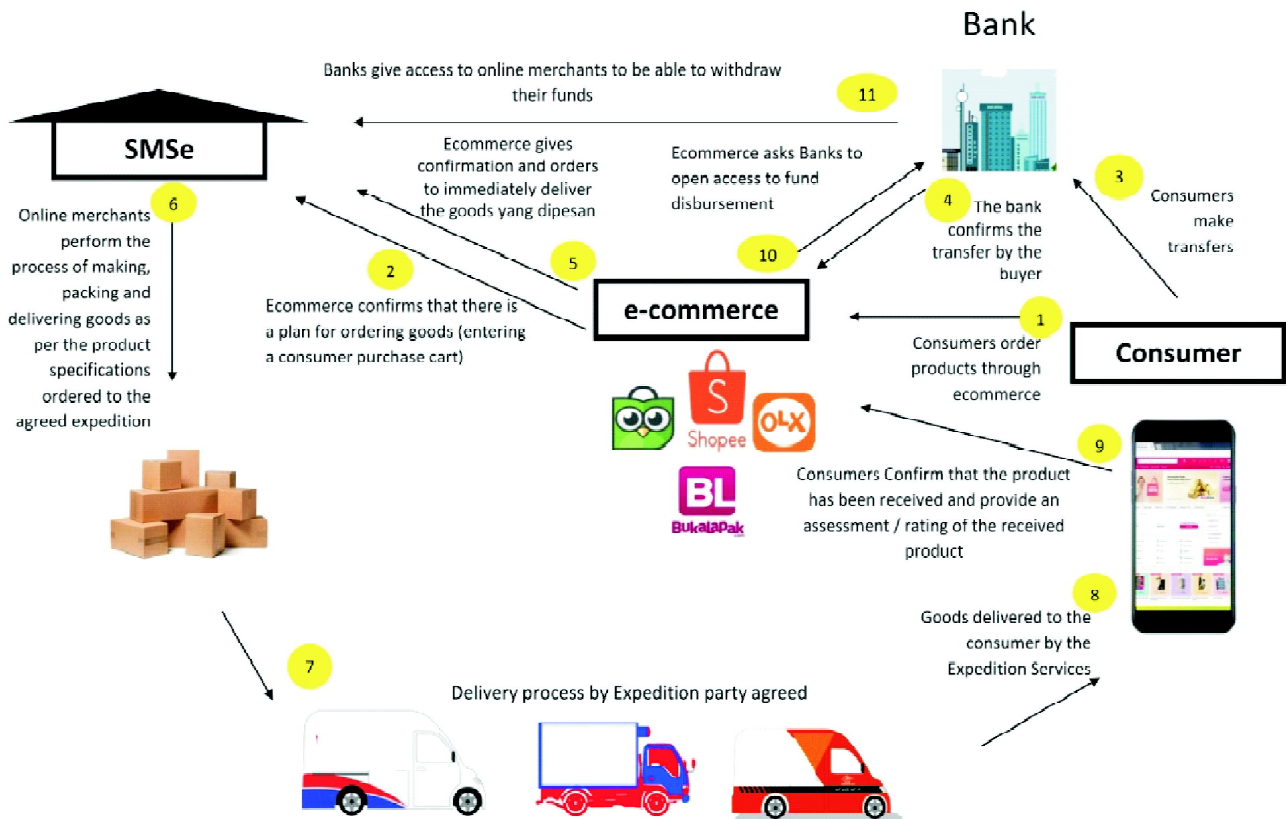 Bank
Banks give access to online merchants to be able to withdraw
their funds
11
SMSe
Ecommerce gives
confirmation and orders
to immediately deliver
the goods yang dipesan
Ecommerce asks Banks to
open access to fund
disbursement
3
Consumers
make
transfers
4
The bank
confirms the
transfer by the
buyer
6
Online merchants
perform the
process of making,
packing and
delivering goods as
per the product
specifications
ordered to the
agreed expedition
2
Ecommerce confirms that there is
a plan for ordering goods (entering
a consumer purchase cart)
5
10
e-commerce
1
Consumers order
products through
ecommerce
Consumer
S
Shopee
OLX
BL
BukalaPak
.com
9
Consumers Confirm that the product
has been received and provide an
assessment / rating of the received
product
8
Goods delivered to the
consumer by the
Expedition Services
7
Delivery process by Expedition party agreed